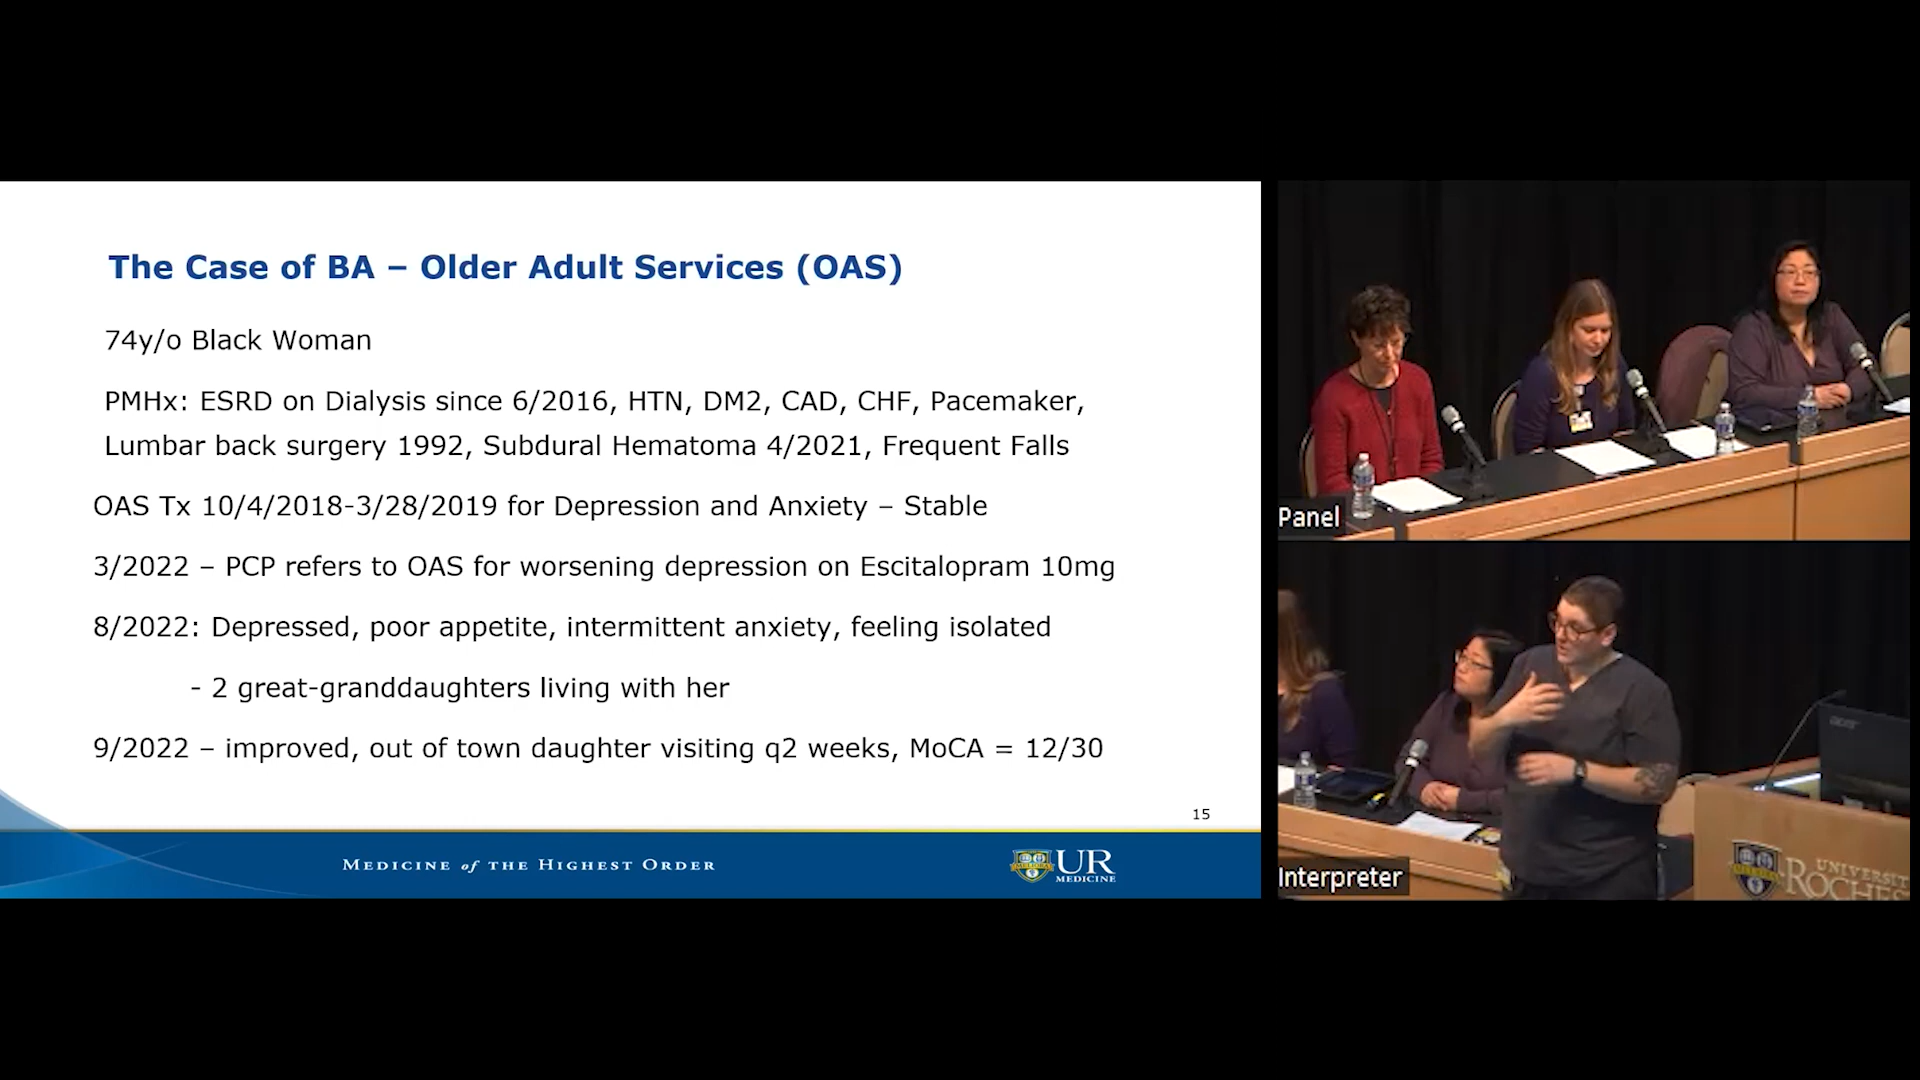 The Case of BA – Older Adult Services (OAS)
74y/o Black Woman
PMHx: ESRD on Dialysis since 6/2016, HTN, DM2, CAD, CHF, Pacemaker,
Lumbar back surgery 1992, Subdural Hematoma 4/2021, Frequent Falls
OAS Tx 10/4/2018-3/28/2019 for Depression and Anxiety – Stable
3/2022 – PCP refers to OAS for worsening depression on Escitalopram 10mg
8/2022: Depressed, poor appetite, intermittent anxiety, feeling isolated
- 2 great-granddaughters living with her
9/2022 – improved, out of town daughter visiting q2 weeks, MoCA = 12/30
15
MEDICINE of THE HIGHEST ORDER
UR
MEDICINE
Panel
Interpreter
UNIVERSIT
ROCHES